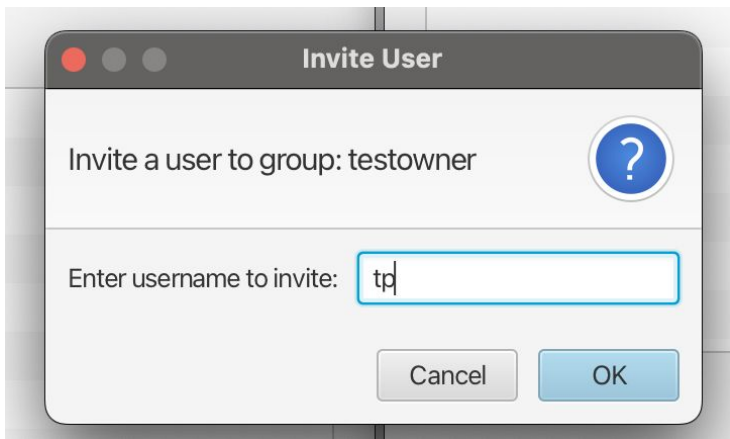 Invite User
Invite a user to group: testowner
?
Enter username to invite: tp
Cancel OK